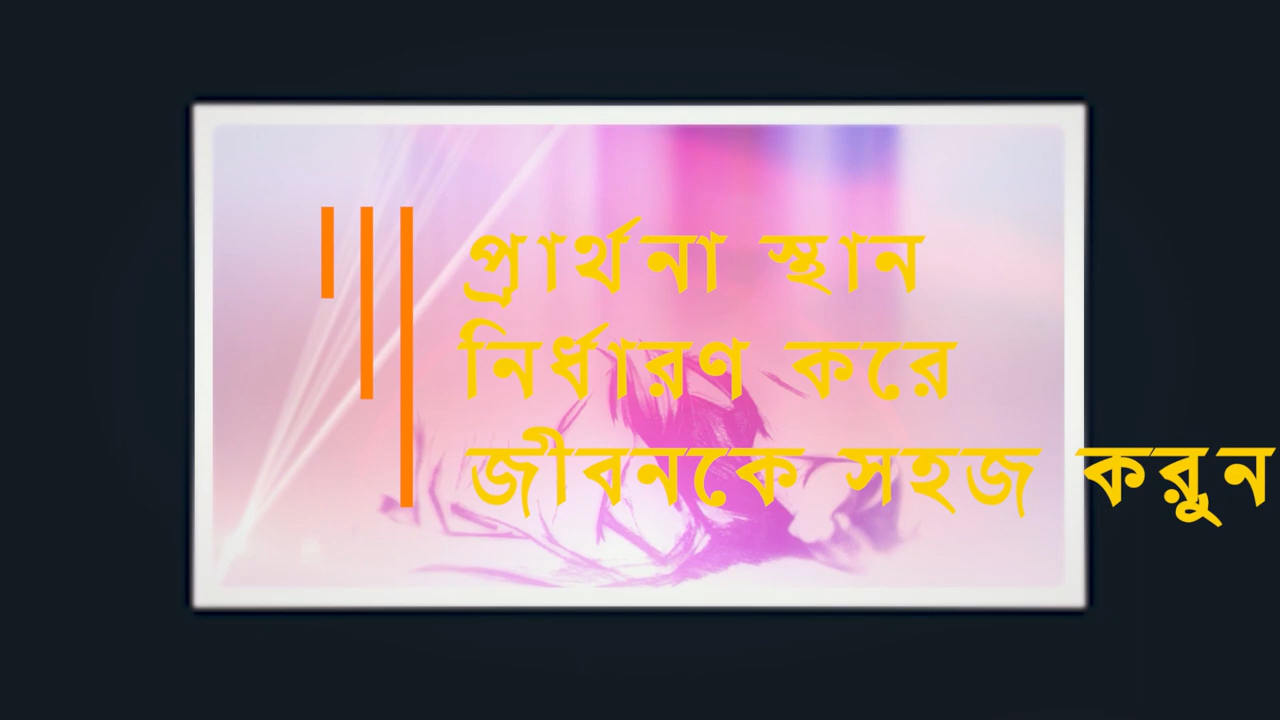 প্রার্থনা স্থান
নির্ধারণ করে
জীবনকে সহজ করুন